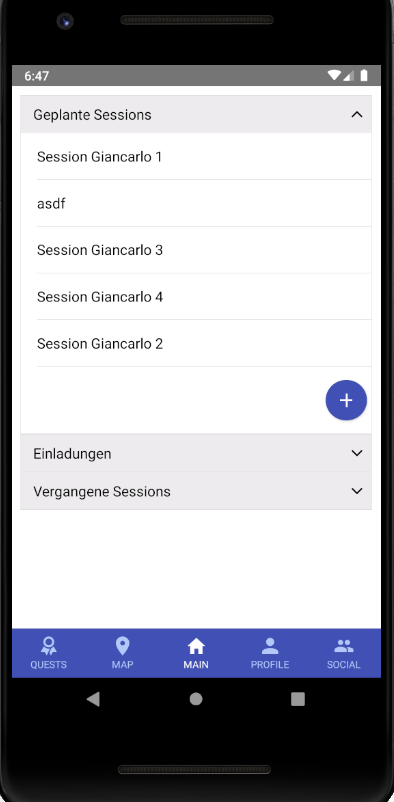 6:47
Geplante Sessions
Session Giancarlo 1
asdf
Session Giancarlo 3
Session Giancarlo 4
Session Giancarlo 2
+
Einladungen
Vergangene Sessions
QUESTS MAP MAIN PROFILE SOCIAL